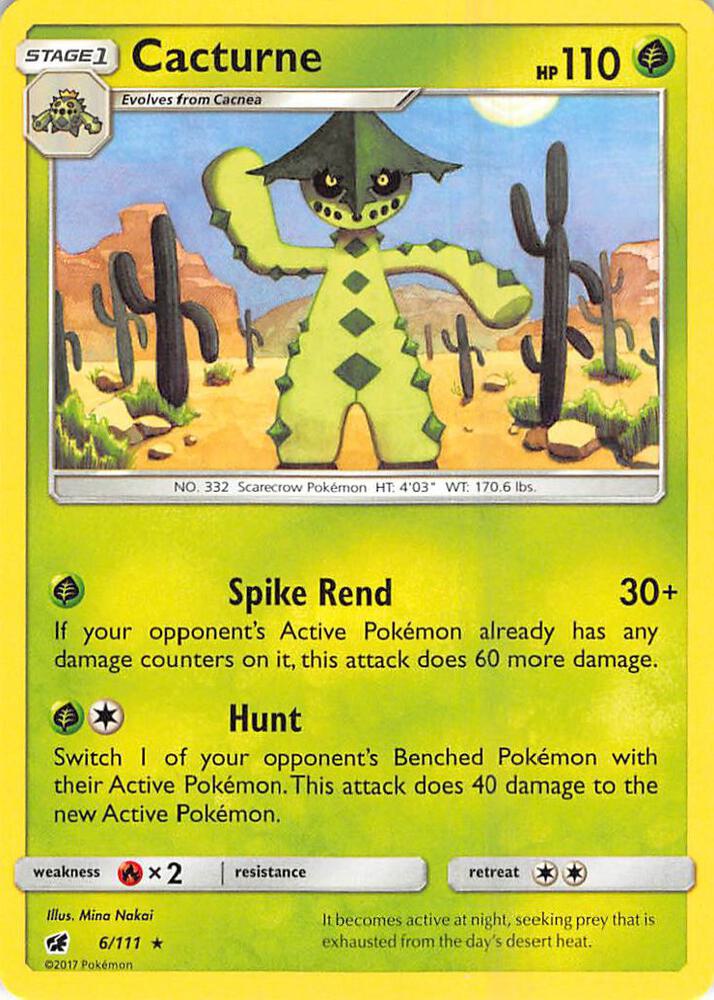 STAGE 1
Cacturne
HP 110
Evolves from Cacnea
NO. 332 Scarecrow Pokémon HT: 4'03" WT: 170.6 lbs.
Spike Rend 30+
If your opponent's Active Pokémon already has any
damage counters on it, this attack does 60 more damage.
Hunt
Switch 1 of your opponent's Benched Pokémon with
their Active Pokémon. This attack does 40 damage to the
new Active Pokémon.
weakness ×2 resistance retreat
Illus. Mina Nakai
6/111 ★
©2017 Pokémon
It becomes active at night, seeking prey that is
exhausted from the day's desert heat.